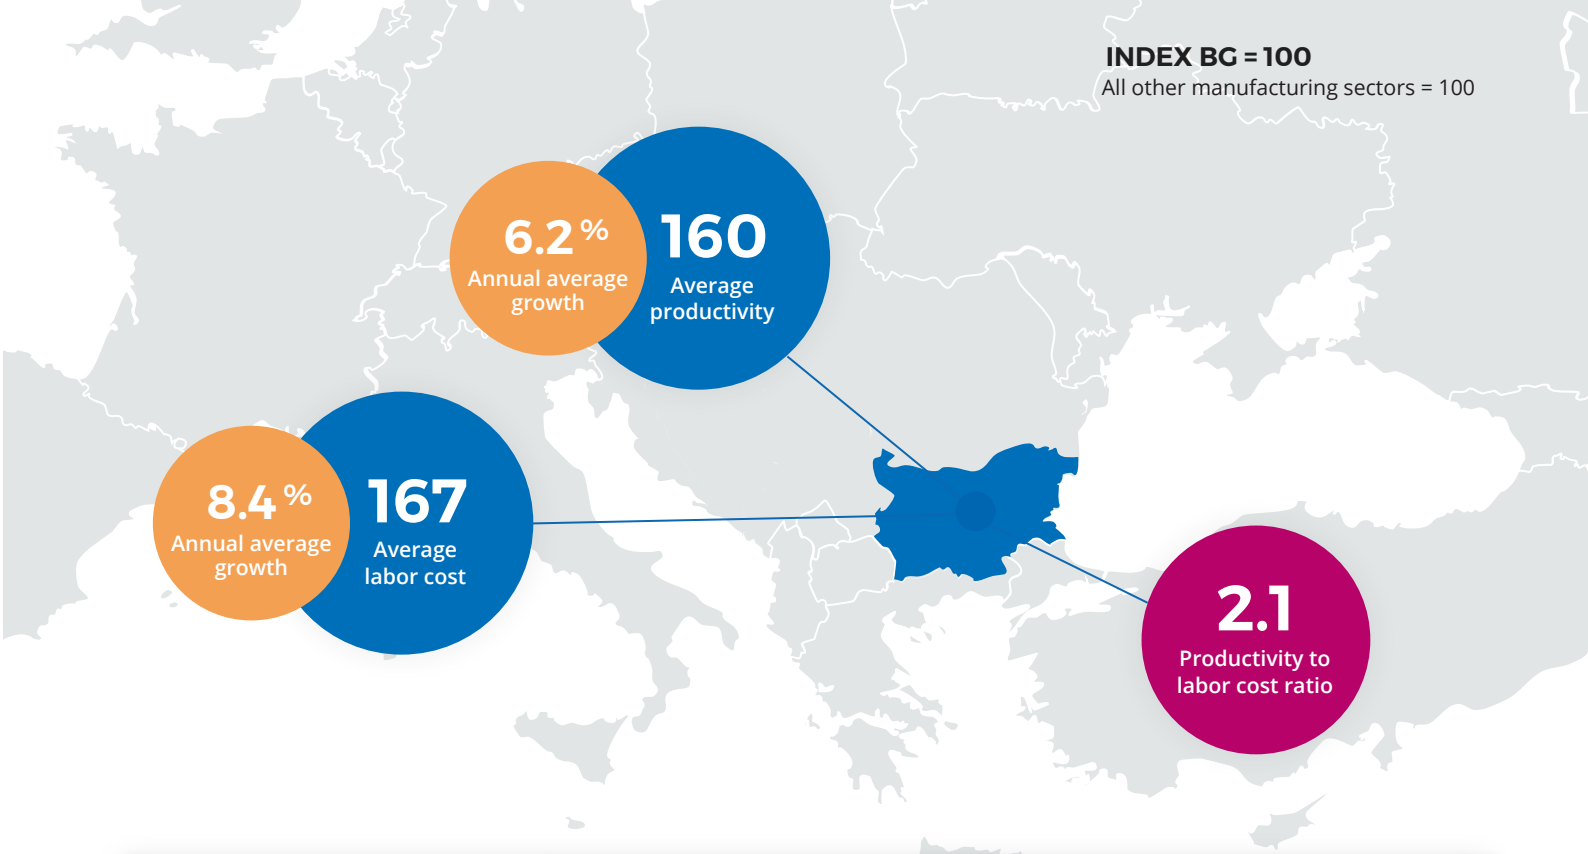 INDEX BG = 100
All other manufacturing sectors = 100
6.2 %
Annual average
growth
160
Average
productivity
8.4 %
Annual average
growth
167
Average
labor cost
2.1
Productivity to
labor cost ratio